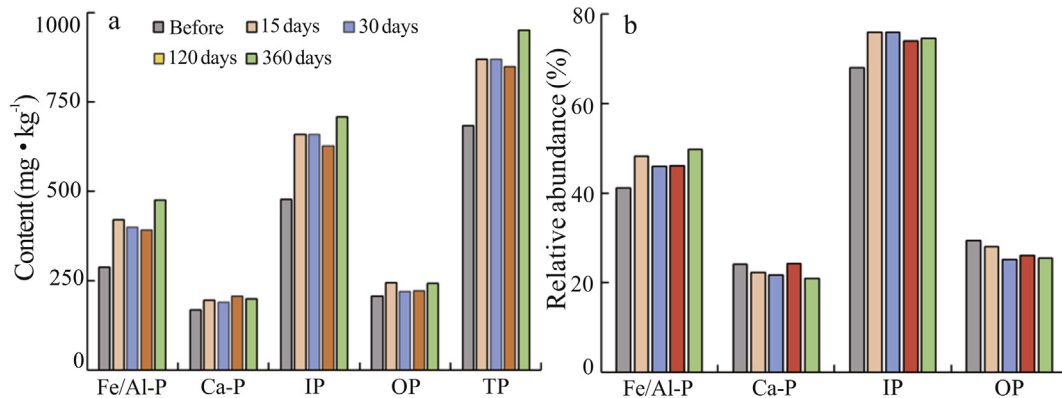 a
Before 15 days 30 days
120 days 360 days
Content (mg • kg⁻¹)
1000
750
500
250
0
Fe/Al-P Ca-P IP OP TP
b
Relative abundance (%)
80
60
40
20
0
Fe/Al-P Ca-P IP OP